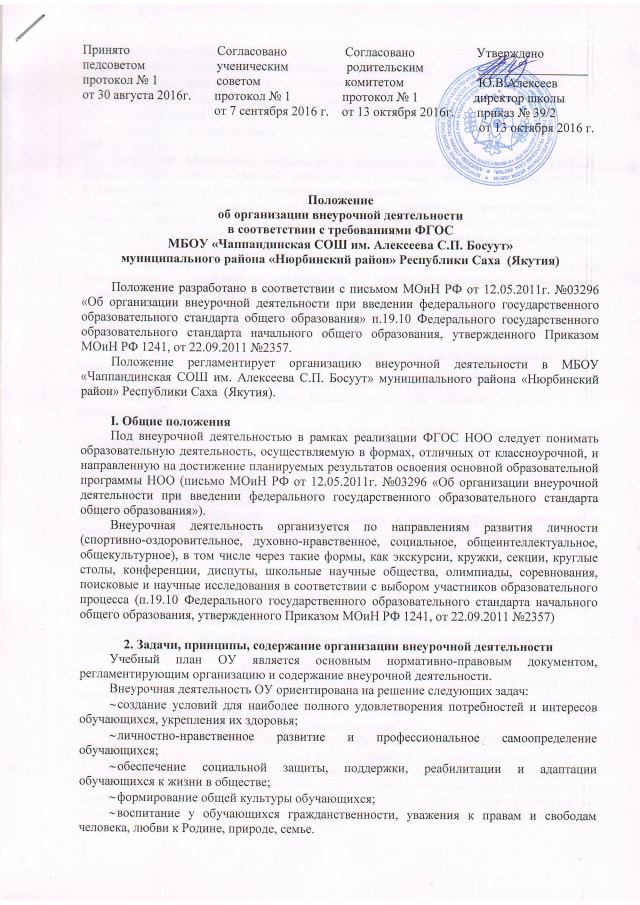 Принято Согласовано Согласовано Утверждено
педсоветом ученическим родительским
протокол № 1 советом комитетом Ю.В.Алексеев
от 30 августа 2016г. протокол № 1 протокол № 1 директор школы
от 7 сентября 2016 г. от 13 октября 2016г. приказ № 39/2
от 13 октября 2016 г.
Положение
об организации внеурочной деятельности
в соответствии с требованиями ФГОС
МБОУ «Чаппандинская СОШ им. Алексеева С.П. Босуут»
муниципального района «Нюрбинский район» Республики Саха (Якутия)
Положение разработано в соответствии с письмом МОиН РФ от 12.05.2011г. №03296
«Об организации внеурочной деятельности при введении федерального государственного
образовательного стандарта общего образования» п.19.10 Федерального государственного
образовательного стандарта начального общего образования, утвержденного Приказом
МОиН РФ 1241, от 22.09.2011 №2357.
Положение регламентирует организацию внеурочной деятельности в МБОУ
«Чаппандинская СОШ им. Алексеева С.П. Босуут» муниципального района «Нюрбинский
район» Республики Саха (Якутия).
I. Общие положения
Под внеурочной деятельностью в рамках реализации ФГОС НОО следует понимать
образовательную деятельность, осуществляемую в формах, отличных от классноурочной, и
направленную на достижение планируемых результатов освоения основной образовательной
программы НОО (письмо МОиН РФ от 12.05.2011г. №03296 «Об организации внеурочной
деятельности при введении федерального государственного образовательного стандарта
общего образования»).
Внеурочная деятельность организуется по направлениям развития личности
(спортивно-оздоровительное, духовно-нравственное, социальное, общеинтеллектуальное,
общекультурное), в том числе через такие формы, как экскурсии, кружки, секции, круглые
столы, конференции, диспуты, школьные научные общества, олимпиады, соревнования,
поисковые и научные исследования в соответствии с выбором участников образовательного
процесса (п.19.10 Федерального государственного образовательного стандарта начального
общего образования, утвержденного Приказом МОиН РФ 1241, от 22.09.2011 №2357)
2. Задачи, принципы, содержание организации внеурочной деятельности
Учебный план ОУ является основным нормативно-правовым документом,
регламентирующим организацию и содержание внеурочной деятельности.
Внеурочная деятельность ОУ ориентирована на решение следующих задач:
~создание условий для наиболее полного удовлетворения потребностей и интересов
обучающихся, укрепления их здоровья;
~личностно-нравственное развитие и профессиональное самоопределение
обучающихся;
~обеспечение социальной защиты, поддержки, реабилитации и адаптации
обучающихся к жизни в обществе;
~формирование общей культуры обучающихся;
~воспитание у обучающихся гражданственности, уважения к правам и свободам
человека, любви к Родине, природе, семье.